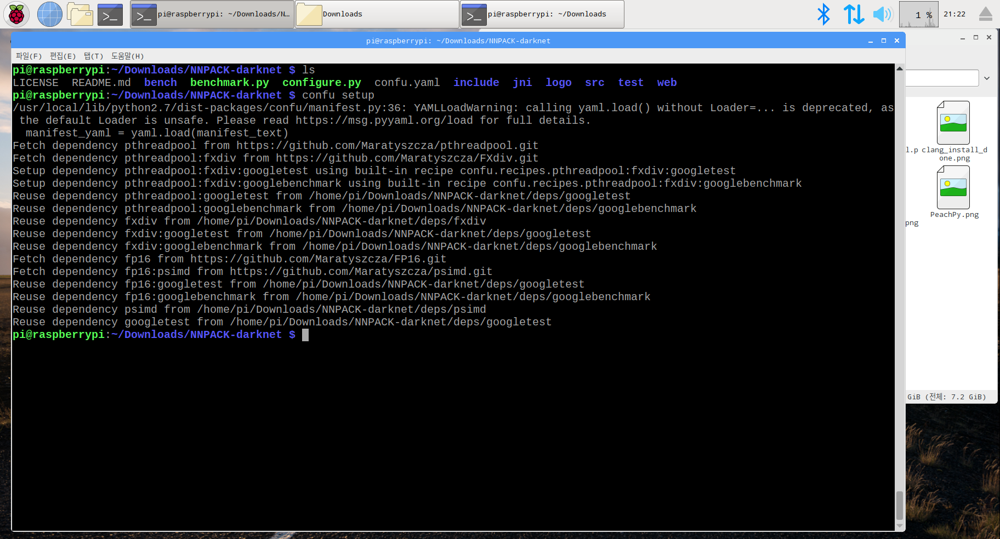 pi@raspberrypi: ~/Downloads/N...
Downloads
pi@raspberrypi: ~/Downloads
1 %
21:22
pi@raspberrypi: ~/Downloads/NNPACK-darknet
파일(F) 편집(E) 탭(T) 도움말(H)
pi@raspberrypi:~/Downloads/NNPACK-darknet $ ls
LICENSE README.md bench benchmark.py configure.py confu.yaml include jni logo src test web
pi@raspberrypi:~/Downloads/NNPACK-darknet $ confu setup
/usr/local/lib/python2.7/dist-packages/confu/manifest.py:36: YAMLLoadWarning: calling yaml.load() without Loader=... is deprecated, as
the default Loader is unsafe. Please read https://msg.pyyaml.org/load for full details.
manifest_yaml = yaml.load(manifest_text)
Fetch dependency pthreadpool from https://github.com/Maratyszcza/pthreadpool.git
Fetch dependency pthreadpool:fxdiv from https://github.com/Maratyszcza/FXdiv.git
Setup dependency pthreadpool:fxdiv:googletest using built-in recipe confu.recipes.pthreadpool:fxdiv:googletest
Setup dependency pthreadpool:fxdiv:googlebenchmark using built-in recipe confu.recipes.pthreadpool:fxdiv:googlebenchmark
Reuse dependency pthreadpool:googletest from /home/pi/Downloads/NNPACK-darknet/deps/googletest
Reuse dependency pthreadpool:googlebenchmark from /home/pi/Downloads/NNPACK-darknet/deps/googlebenchmark
Reuse dependency fxdiv from /home/pi/Downloads/NNPACK-darknet/deps/fxdiv
Reuse dependency fxdiv:googletest from /home/pi/Downloads/NNPACK-darknet/deps/googletest
Reuse dependency fxdiv:googlebenchmark from /home/pi/Downloads/NNPACK-darknet/deps/googlebenchmark
Fetch dependency fp16 from https://github.com/Maratyszcza/FP16.git
Fetch dependency fp16:psimd from https://github.com/Maratyszcza/psimd.git
Reuse dependency fp16:googletest from /home/pi/Downloads/NNPACK-darknet/deps/googletest
Reuse dependency fp16:googlebenchmark from /home/pi/Downloads/NNPACK-darknet/deps/googlebenchmark
Reuse dependency psimd from /home/pi/Downloads/NNPACK-darknet/deps/psimd
Reuse dependency googletest from /home/pi/Downloads/NNPACK-darknet/deps/googletest
pi@raspberrypi:~/Downloads/NNPACK-darknet $
l.p clang_install_d
one.png
PeachPy.png
png
GiB (전체: 7.2 GiB)